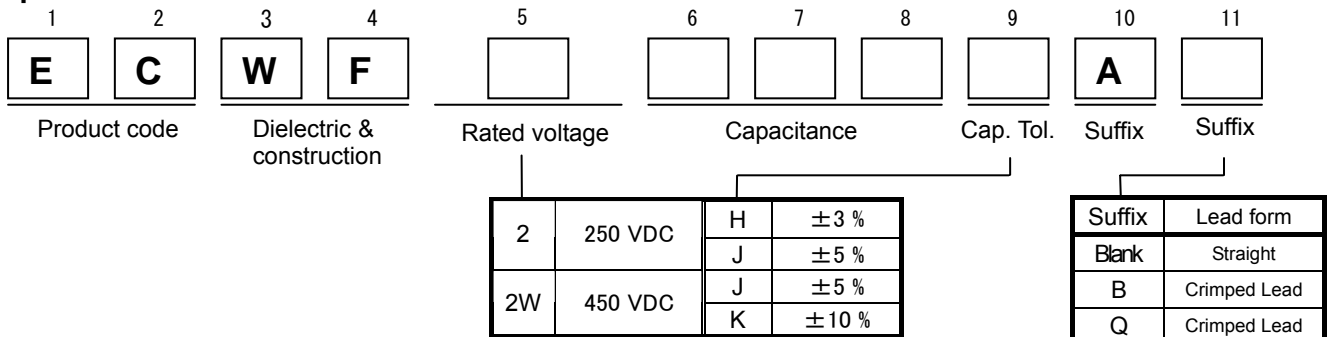 1 2 3 4 5 6 7 8 9 10 11
E C W F A
Product code Dielectric & Rated voltage Capacitance Cap. Tol. Suffix Suffix
construction
2 250 VDC H ±3 %
J ±5 %
2W 450 VDC J ±5 %
K ±10 %
Suffix Lead form
Blank Straight
B Crimped Lead
Q Crimped Lead